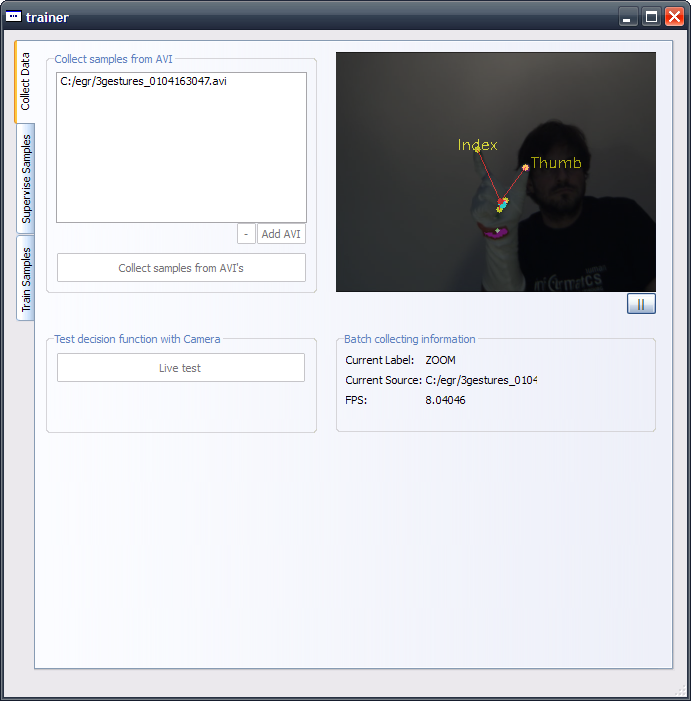 trainer
Collect Data
Supervise Samples
Train Samples
Collect samples from AVI
C:/egr/3gestures_0104163047.avi
-
Add AVI
Collect samples from AVI's
Index
Thumb
Test decision function with Camera
Live test
Batch collecting information
Current Label: ZOOM
Current Source: C:/egr/3gestures_0104
FPS: 8.04046